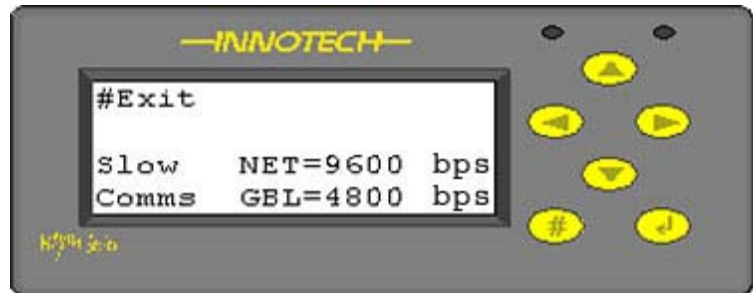 INNOTECH
#Exit
Slow NET=9600 bps
Comms GBL=4800 bps
#